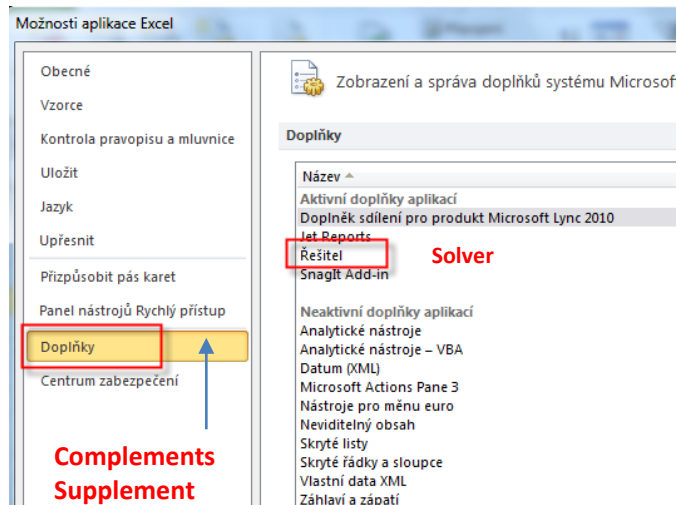 Možnosti aplikace Excel
Obecné
Vzorce
Kontrola pravopisu a mluvnice
Uložit
Jazyk
Upřesnit
Přizpůsobit pás karet
Panel nástrojů Rychlý přístup
Doplňky
Centrum zabezpečení
Complements
Supplement
Zobrazení a správa doplňků systému Microsoft
Doplňky
Název
Aktivní doplňky aplikací
Doplněk sdílení pro produkt Microsoft Lync 2010
Jet Reports
Řešitel
Solver
SnagIt Add-in
Neaktivní doplňky aplikací
Analytické nástroje
Analytické nástroje – VBA
Datum (XML)
Microsoft Actions Pane 3
Nástroje pro měnu euro
Neviditelný obsah
Skryté listy
Skryté řádky a sloupce
Vlastní data XML
Záhlaví a zápatí